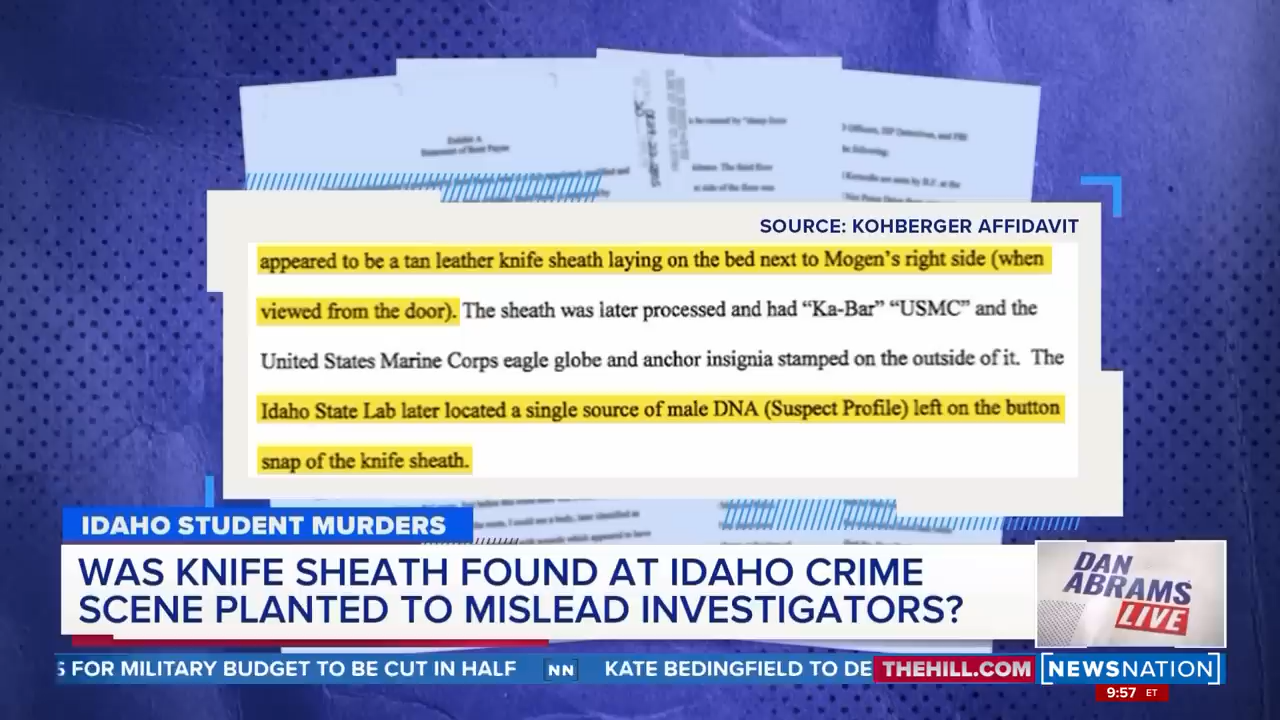 Exhibit A
Statement of Brett Payne
SOURCE: KOHBERGER AFFIDAVIT
appeared to be a tan leather knife sheath laying on the bed next to Mogen's right side (when
viewed from the door). The sheath was later processed and had “Ka-Bar” “USMC” and the
United States Marine Corps eagle globe and anchor insignia stamped on the outside of it. The
Idaho State Lab later located a single source of male DNA (Suspect Profile) left on the button
snap of the knife sheath.
IDAHO STUDENT MURDERS
WAS KNIFE SHEATH FOUND AT IDAHO CRIME
SCENE PLANTED TO MISLEAD INVESTIGATORS?
DAN
ABRAMS
LIVE
S FOR MILITARY BUDGET TO BE CUT IN HALF NN KATE BEDINGFIELD TO DE THEHILL.COM NEWSNATION
9:57 ET